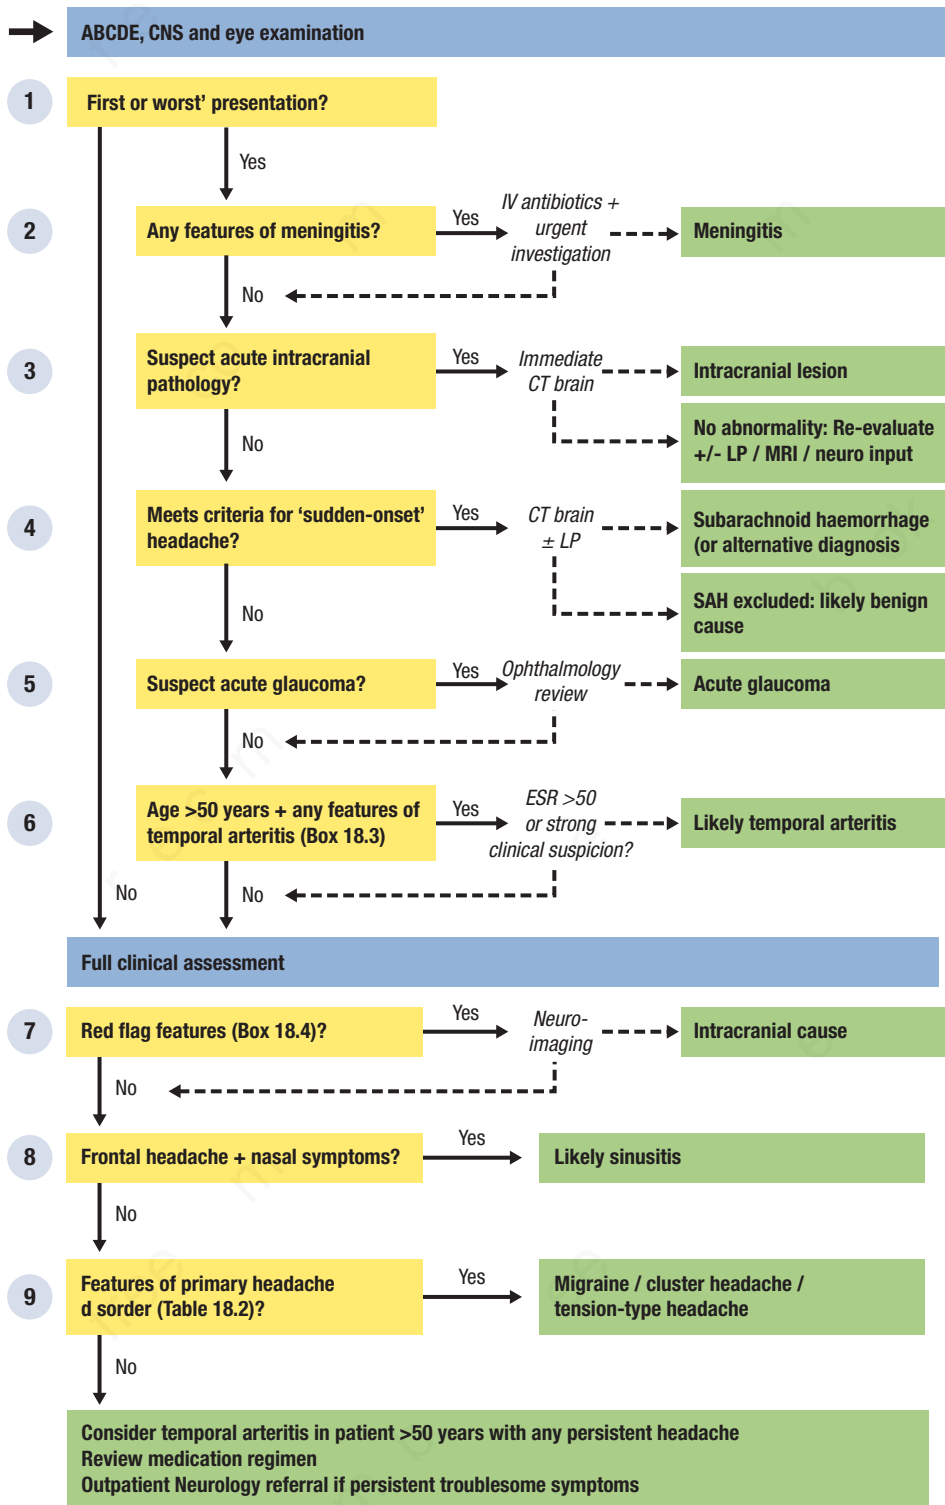 ABCDE, CNS and eye examination
1
First or worst’ presentation?
Yes
2
Any features of meningitis?
Yes
IV antibiotics +
urgent
investigation
Meningitis
No
3
Suspect acute intracranial
pathology?
Yes
Immediate
CT brain
Intracranial lesion
No abnormality: Re-evaluate
+/- LP / MRI / neuro input
No
4
Meets criteria for ‘sudden-onset’
headache?
Yes
CT brain
± LP
Subarachnoid haemorrhage
(or alternative diagnosis
SAH excluded: likely benign
cause
No
5
Suspect acute glaucoma?
Yes
Ophthalmology
review
Acute glaucoma
No
6
Age >50 years + any features of
temporal arteritis (Box 18.3)
Yes
ESR >50
or strong
clinical suspicion?
Likely temporal arteritis
No
No
Full clinical assessment
7
Red flag features (Box 18.4)?
Yes
Neuro-
imaging
Intracranial cause
No
8
Frontal headache + nasal symptoms?
Yes
Likely sinusitis
No
9
Features of primary headache
d sorder (Table 18.2)?
Yes
Migraine / cluster headache /
tension-type headache
No
Consider temporal arteritis in patient >50 years with any persistent headache
Review medication regimen
Outpatient Neurology referral if persistent troublesome symptoms